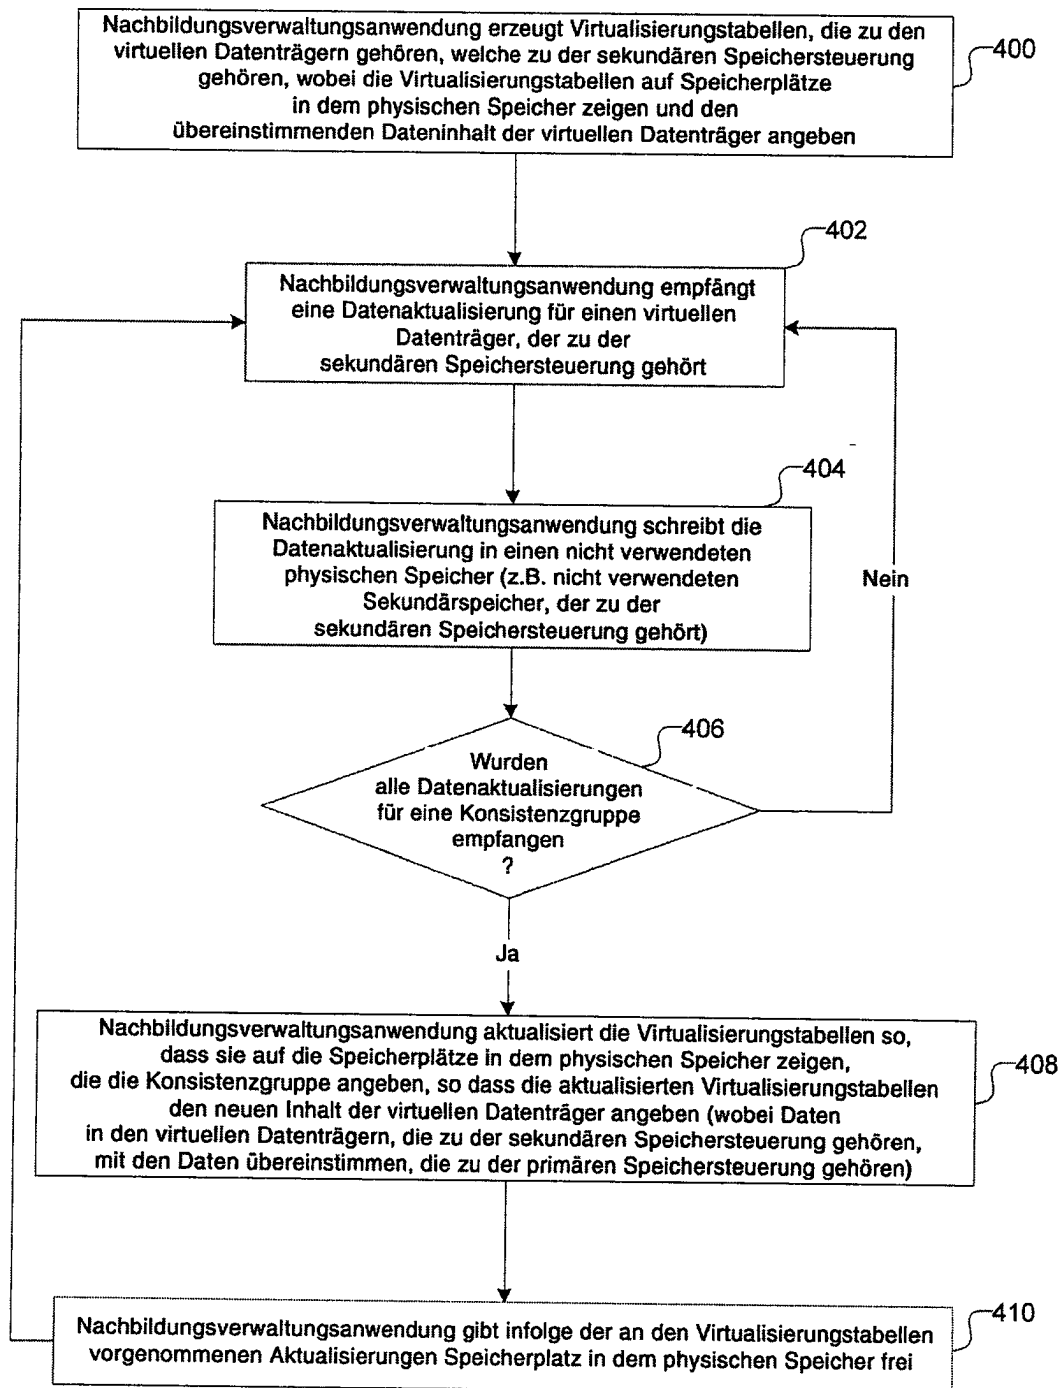 Nachbildungsverwaltungsanwendung erzeugt Virtualisierungstabellen, die zu den
virtuellen Datenträgern gehören, welche zu der sekundären Speichersteuerung
gehören, wobei die Virtualisierungstabellen auf Speicherplätze
in dem physischen Speicher zeigen und den
übereinstimmenden Dateninhalt der virtuellen Datenträger angeben
400
402
Nachbildungsverwaltungsanwendung empfängt
eine Datenaktualisierung für einen virtuellen
Datenträger, der zu der
sekundären Speichersteuerung gehört
404
Nachbildungsverwaltungsanwendung schreibt die
Datenaktualisierung in einen nicht verwendeten
physischen Speicher (z.B. nicht verwendeten
Sekundärspeicher, der zu der
sekundären Speichersteuerung gehört)
Nein
406
Wurden
alle Datenaktualisierungen
für eine Konsistenzgruppe
empfangen
?
Ja
Nachbildungsverwaltungsanwendung aktualisiert die Virtualisierungstabellen so,
dass sie auf die Speicherplätze in dem physischen Speicher zeigen,
die die Konsistenzgruppe angeben, so dass die aktualisierten Virtualisierungstabellen
den neuen Inhalt der virtuellen Datenträger angeben (wobei Daten
in den virtuellen Datenträgern, die zu der sekundären Speichersteuerung gehören,
mit den Daten übereinstimmen, die zu der primären Speichersteuerung gehören)
408
Nachbildungsverwaltungsanwendung gibt infolge der an den Virtualisierungstabellen
vorgenommenen Aktualisierungen Speicherplatz in dem physischen Speicher frei
410